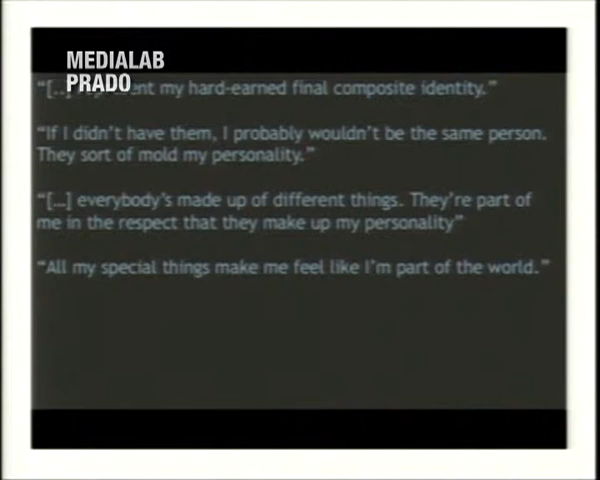 MEDIALAB
PRADO
“[...] my hard-earned final composite identity.”
“If I didn’t have them, I probably wouldn’t be the same person.
They sort of mold my personality.”
“[…] everybody’s made up of different things. They’re part of
me in the respect that they make up my personality”
“All my special things make me feel like I’m part of the world.”